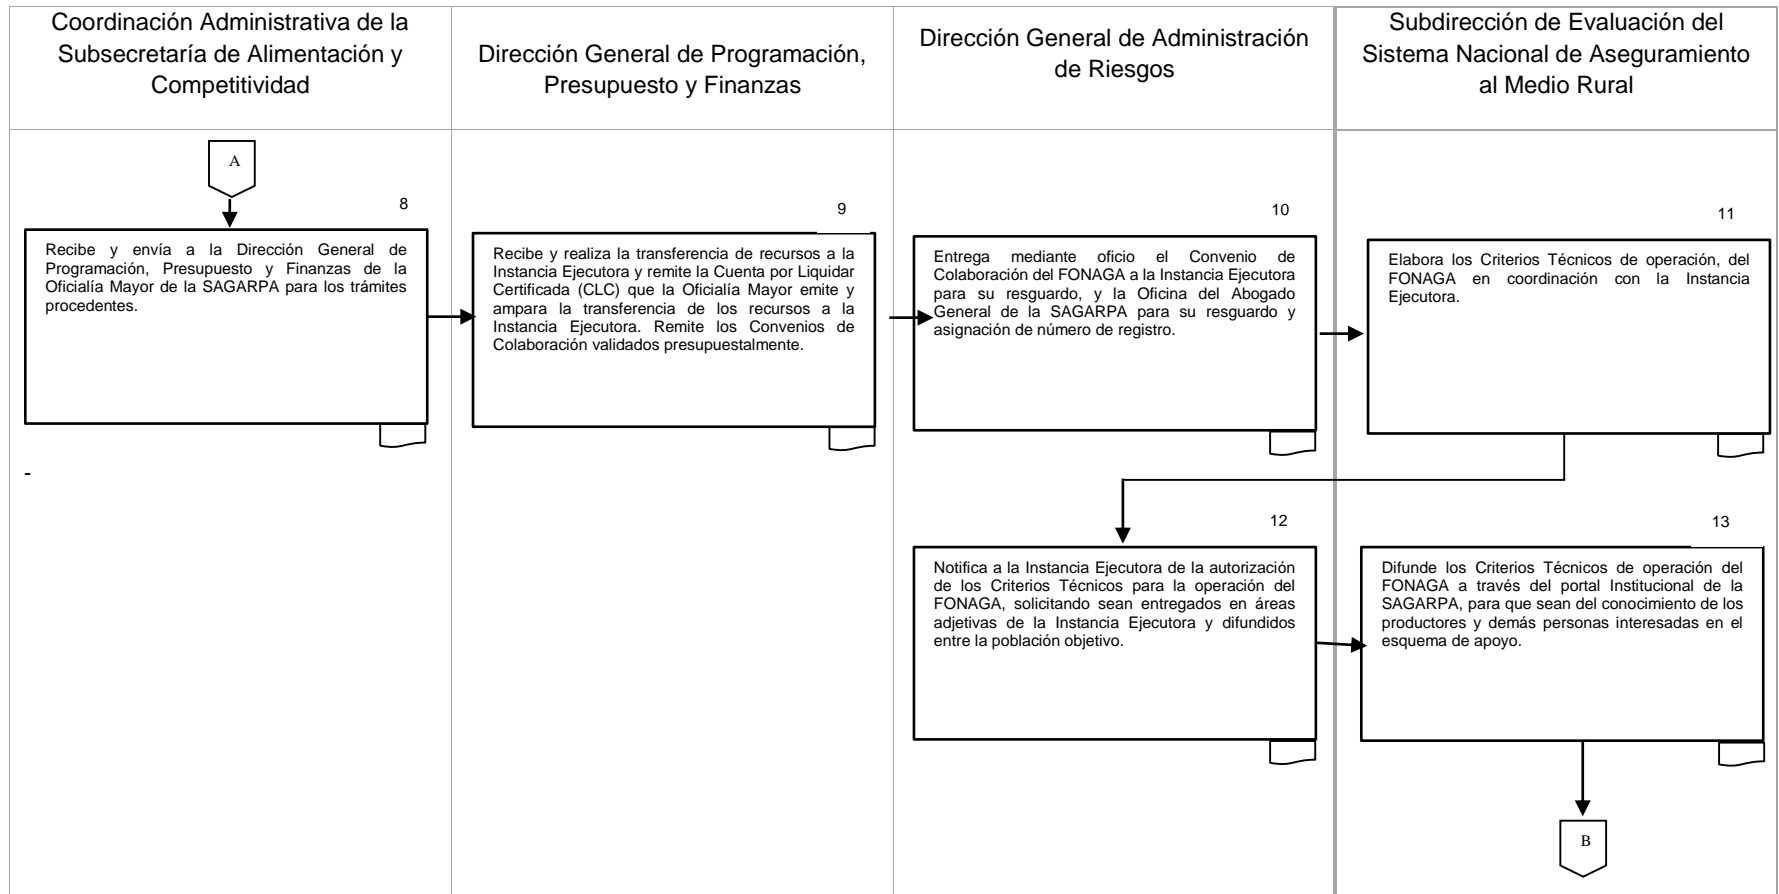 Coordinación Administrativa de la
Subsecretaría de Alimentación y
Competitividad
Dirección General de Programación,
Presupuesto y Finanzas
Dirección General de Administración
de Riesgos
Subdirección de Evaluación del
Sistema Nacional de Aseguramiento
al Medio Rural
A
8
Recibe y envía a la Dirección General de
Programación, Presupuesto y Finanzas de la
Oficialía Mayor de la SAGARPA para los trámites
procedentes.
-
9
Recibe y realiza la transferencia de recursos a la
Instancia Ejecutora y remite la Cuenta por Liquidar
Certificada (CLC) que la Oficialía Mayor emite y
ampara la transferencia de los recursos a la
Instancia Ejecutora. Remite los Convenios de
Colaboración validados presupuestalmente.
10
Entrega mediante oficio el Convenio de
Colaboración del FONAGA a la Instancia Ejecutora
para su resguardo, y la Oficina del Abogado
General de la SAGARPA para su resguardo y
asignación de número de registro.
11
Elabora los Criterios Técnicos de operación, del
FONAGA en coordinación con la Instancia
Ejecutora.
12
Notifica a la Instancia Ejecutora de la autorización
de los Criterios Técnicos para la operación del
FONAGA, solicitando sean entregados en áreas
adjetivas de la Instancia Ejecutora y difundidos
entre la población objetivo.
13
Difunde los Criterios Técnicos de operación del
FONAGA a través del portal Institucional de la
SAGARPA, para que sean del conocimiento de los
productores y demás personas interesadas en el
esquema de apoyo.
B